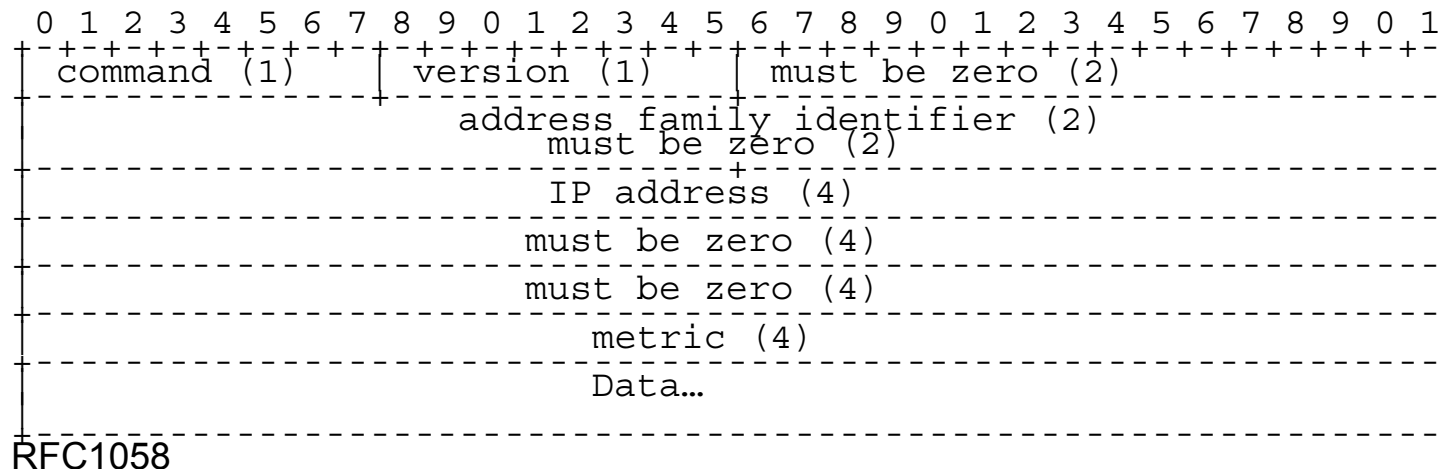 0 1 2 3 4 5 6 7 8 9 0 1 2 3 4 5 6 7 8 9 0 1 2 3 4 5 6 7 8 9 0 1
+-+-+-+-+-+-+-+-+-+-+-+-+-+-+-+-+-+-+-+-+-+-+-+-+-+-+-+-+-+-+-+-
| command (1) | version (1) | must be zero (2)
+---------------+---------------+-------------------------------
| address family identifier (2)
must be zero (2)
+-------------------------------+-------------------------------
| IP address (4)
+---------------------------------------------------------------
| must be zero (4)
+---------------------------------------------------------------
| must be zero (4)
+---------------------------------------------------------------
| metric (4)
+---------------------------------------------------------------
| Data…
+---------------------------------------------------------------
RFC1058